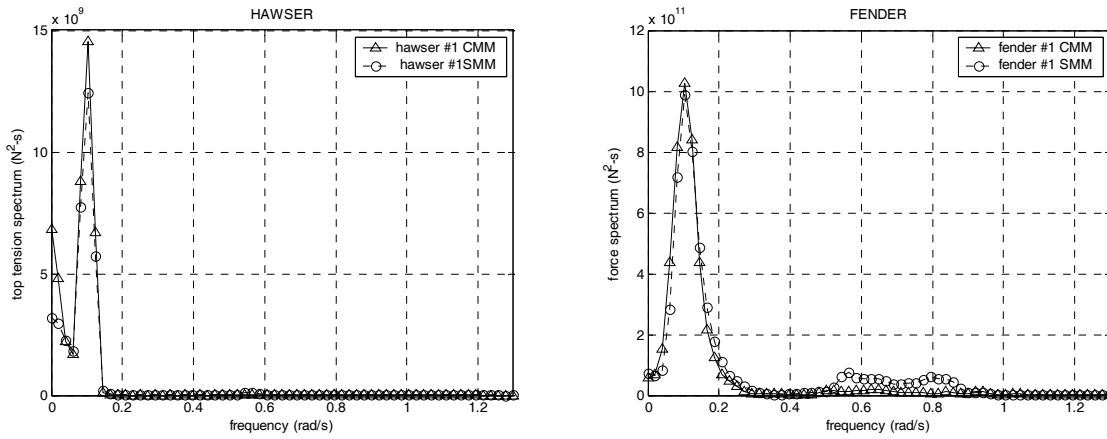 HAWSER
x 10^9
15
10
5
0
top tension spectrum (N^2-s)
hawser #1 CMM
hawser #1SMM
0 0.2 0.4 0.6 0.8 1 1.2
frequency (rad/s)
FENDER
x 10^11
12
10
8
6
4
2
0
force spectrum (N^2-s)
fender #1 CMM
fender #1 SMM
0 0.2 0.4 0.6 0.8 1 1.2
frequency (rad/s)